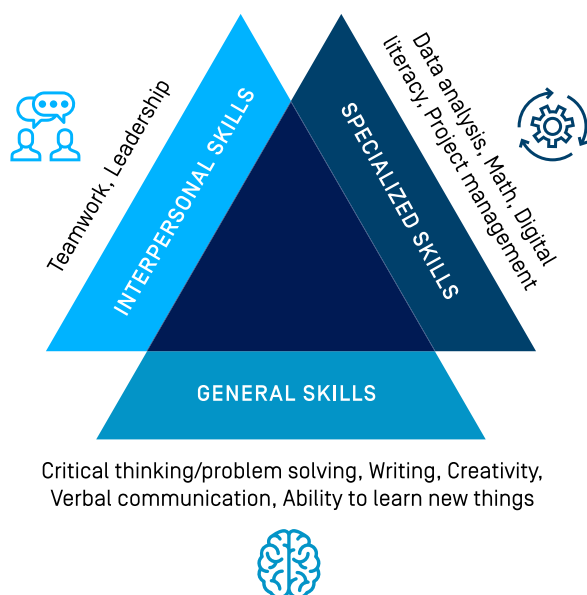 Teamwork, Leadership
INTERPERSONAL SKILLS
SPECIALIZED SKILLS
Data analysis, Math, Digital
literacy, Project management
GENERAL SKILLS
Critical thinking/problem solving, Writing, Creativity,
Verbal communication, Ability to learn new things